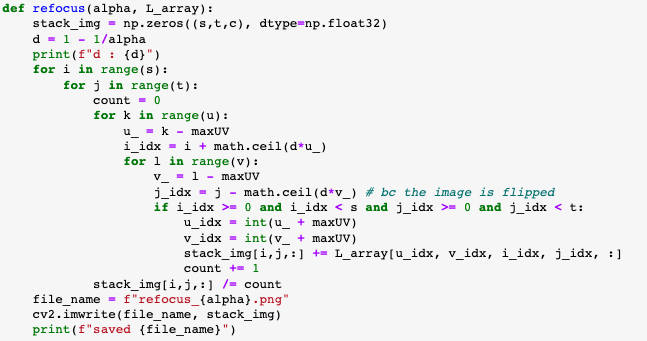 def refocus(alpha, L_array):
    stack_img = np.zeros((s,t,c), dtype=np.float32)
    d = 1 - 1/alpha
    print(f"d : {d}")
    for i in range(s):
        for j in range(t):
            count = 0
            for k in range(u):
                u_ = k - maxUV
                i_idx = i + math.ceil(d*u_)
                for l in range(v):
                    v_ = l - maxUV
                    j_idx = j - math.ceil(d*v_) # bc the image is flipped
                    if i_idx >= 0 and i_idx < s and j_idx >= 0 and j_idx < t:
                        u_idx = int(u_ + maxUV)
                        v_idx = int(v_ + maxUV)
                        stack_img[i,j,:] += L_array[u_idx, v_idx, i_idx, j_idx, :]
                        count += 1
            stack_img[i,j,:] /= count
    file_name = f"refocus_{alpha}.png"
    cv2.imwrite(file_name, stack_img)
    print(f"saved {file_name}")